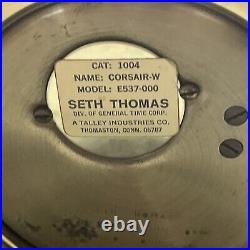 CAT: 1004
NAME: CORSAIR-W
MODEL: E537-000
SETH THOMAS
DIV. OF GENERAL TIME CORP.
A TALLEY INDUSTRIES CO.
THOMASTON, CONN. 06787